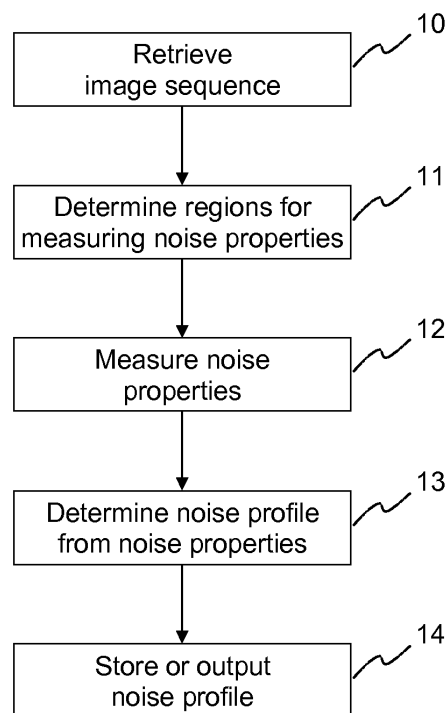 10
Retrieve
image sequence
11
Determine regions for
measuring noise properties
12
Measure noise
properties
13
Determine noise profile
from noise properties
14
Store or output
noise profile